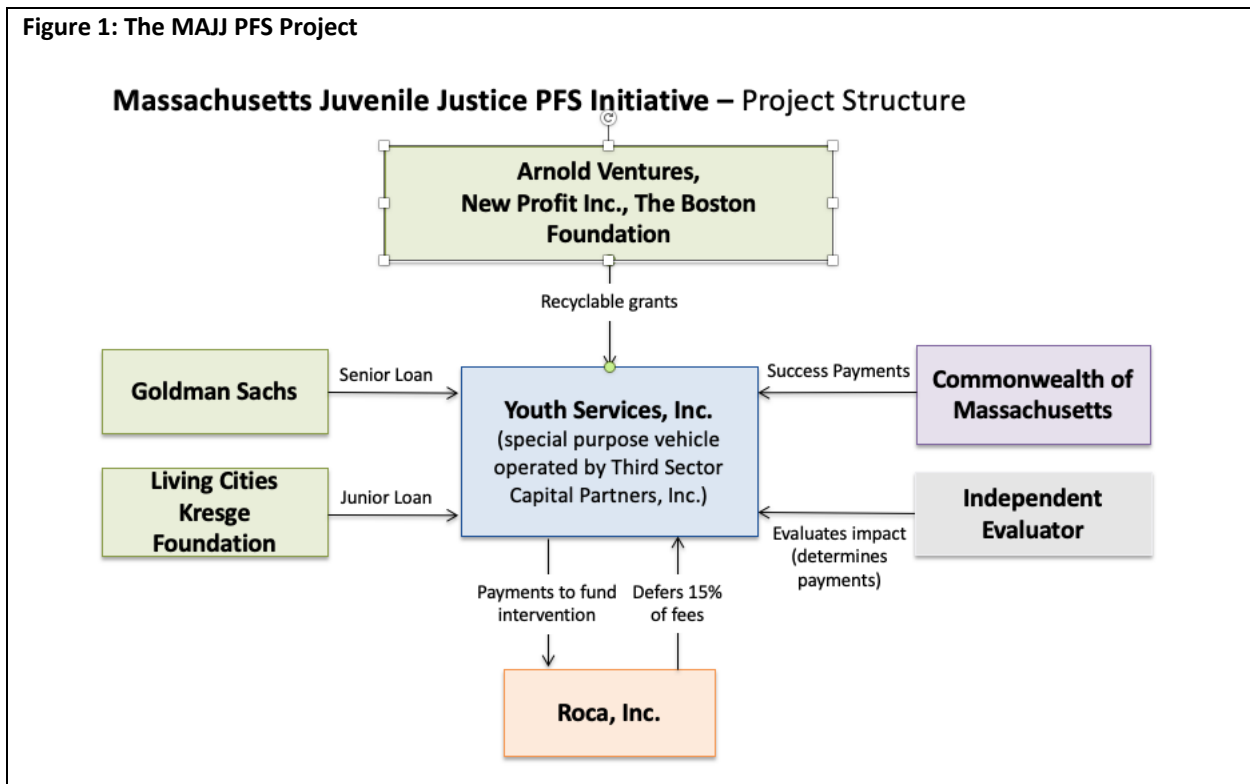 Figure 1: The MAJJ PFS Project
Massachusetts Juvenile Justice PFS Initiative – Project Structure
Arnold Ventures,
New Profit Inc., The Boston
Foundation
Recyclable grants
Goldman Sachs
Senior Loan
Success Payments
Commonwealth of
Massachusetts
Youth Services, Inc.
(special purpose vehicle
operated by Third Sector
Capital Partners, Inc.)
Living Cities
Kresge
Foundation
Junior Loan
Independent
Evaluator
Evaluates impact
(determines
payments)
Payments to fund
intervention
Defers 15%
of fees
Roca, Inc.